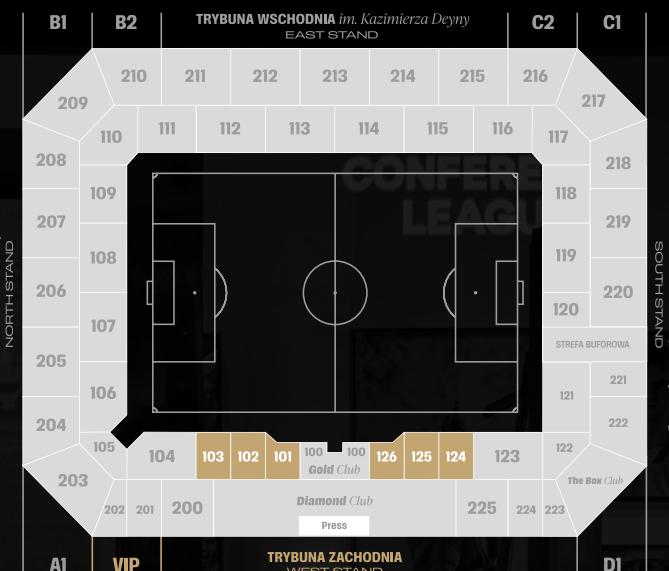 B1 B2 TRYBUNA WSCHODNIA im. Kazimierza Deyny C2 C1
EAST STAND
210 211 212 213 214 215 216
209 217
110 111 112 113 114 115 116 117
208 218
CONFERE
109 118
LEAGU
207 219
108 119
NORTH STAND
SOUTH STAND
206 220
107 120
STREFA BUFOROWA
205 221
106 121
204 222
105 104 103 102 101 100 100 126 125 124 123 122
Gold Club
203 The Box Club
202 201 200 Diamond Club 225 224 223
Press
A1 VIP TRYBUNA ZACHODNIA D1
WEST STAND